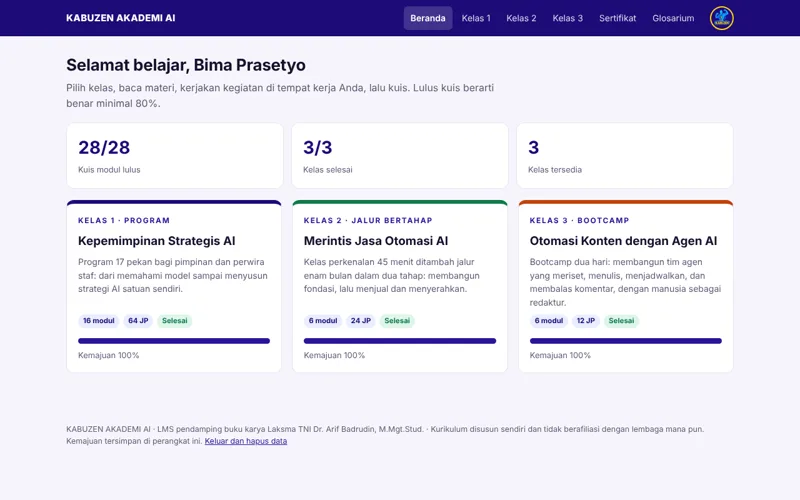 KABUZEN AKADEMI AI
Beranda
Kelas 1
Kelas 2
Kelas 3
Sertifikat
Glosarium
Selamat belajar, Bima Prasetyo
Pilih kelas, baca materi, kerjakan kegiatan di tempat kerja Anda, lalu kuis. Lulus kuis berarti
benar minimal 80%.
28/28
Kuis modul lulus
3/3
Kelas selesai
3
Kelas tersedia
KELAS 1 · PROGRAM
Kepemimpinan Strategis AI
Program 17 pekan bagi pimpinan dan perwira
staf: dari memahami model sampai menyusun
strategi AI satuan sendiri.
16 modul
64 JP
Selesai
Kemajuan 100%
KELAS 2 · JALUR BERTAHAP
Merintis Jasa Otomasi AI
Kelas perkenalan 45 menit ditambah jalur
enam bulan dalam dua tahap: membangun
fondasi, lalu menjual dan menyerahkan.
6 modul
24 JP
Selesai
Kemajuan 100%
KELAS 3 · BOOTCAMP
Otomasi Konten dengan Agen AI
Bootcamp dua hari: membangun tim agen
yang meriset, menulis, menjadwalkan, dan
membalas komentar, dengan manusia sebagai
redaktur.
6 modul
12 JP
Selesai
Kemajuan 100%
KABUZEN AKADEMI AI · LMS pendamping buku karya Laksma TNI Dr. Arif Badrudin, M.Mgt.Stud. · Kurikulum disusun sendiri dan tidak berafiliasi dengan lembaga mana pun.
Kemajuan tersimpan di perangkat ini. Keluar dan hapus data